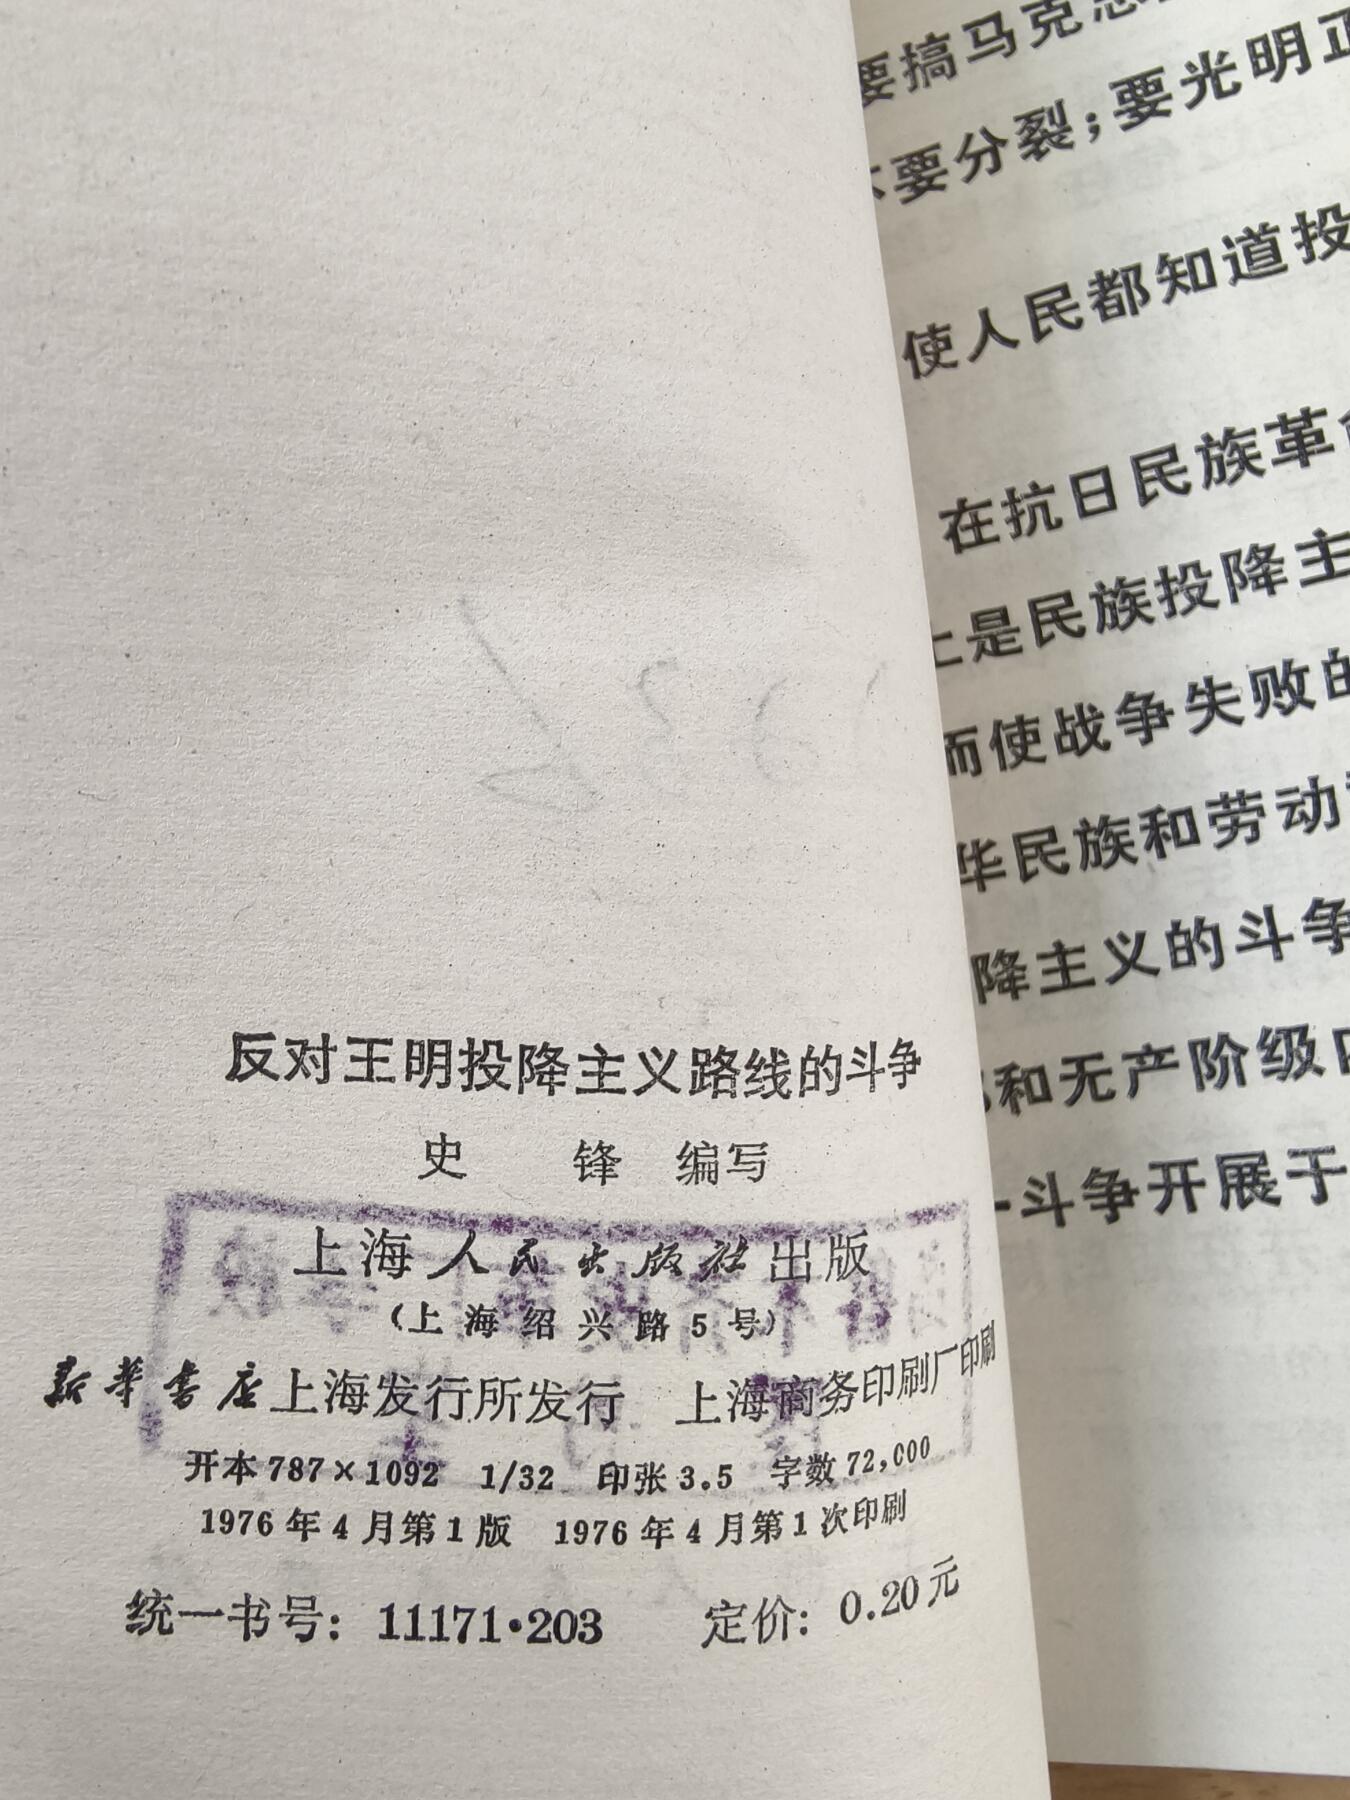 反对王明投降主义路线的斗争
史 锋 编写
上海人民出版社出版
(上海绍兴路5号)
新华书店上海发行所发行 上海商务印刷厂印刷
开本 787×1092 1/32 印张 3.5 字数 72,000
1976年4月第1版 1976年4月第1次印刷
统一书号: 11171·203 定价: 0.20元
要搞马克思
要分裂;要光明正
使人民都知道投
在抗日民族革命
上是民族投降主
而使战争失败的
华民族和劳动
降主义的斗争
和无产阶级内
斗争开展于